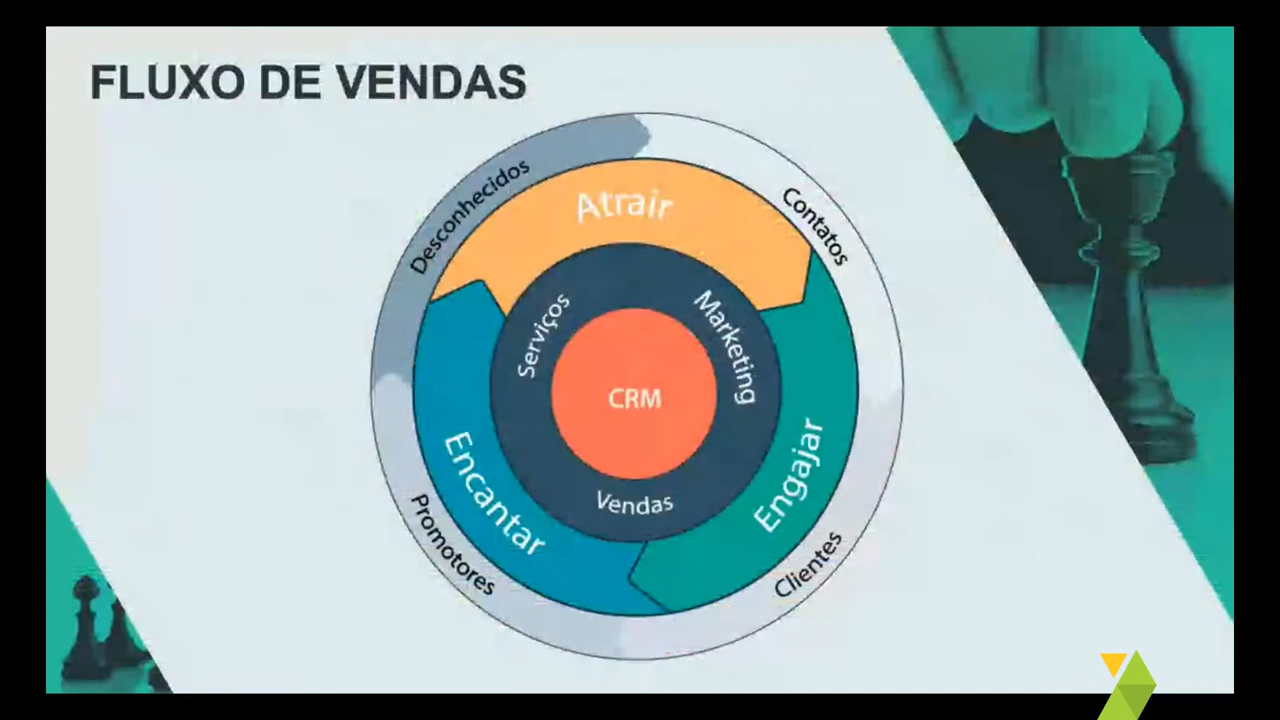 FLUXO DE VENDAS
Desconhecidos
Contatos
Clientes
Promotores
Atrair
Engajar
Encantar
Serviços
Marketing
Vendas
CRM